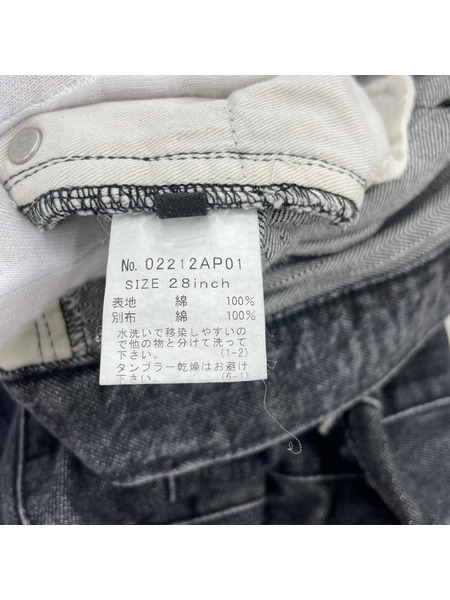 No. 02212AP01
SIZE 28inch
表地 綿 100%
別布 綿 100%
水洗いで移染しやすいの
で他の物と分けて洗って
下さい。 (1-2)
タンブラー乾燥はお避け
下さい。 (6-1)